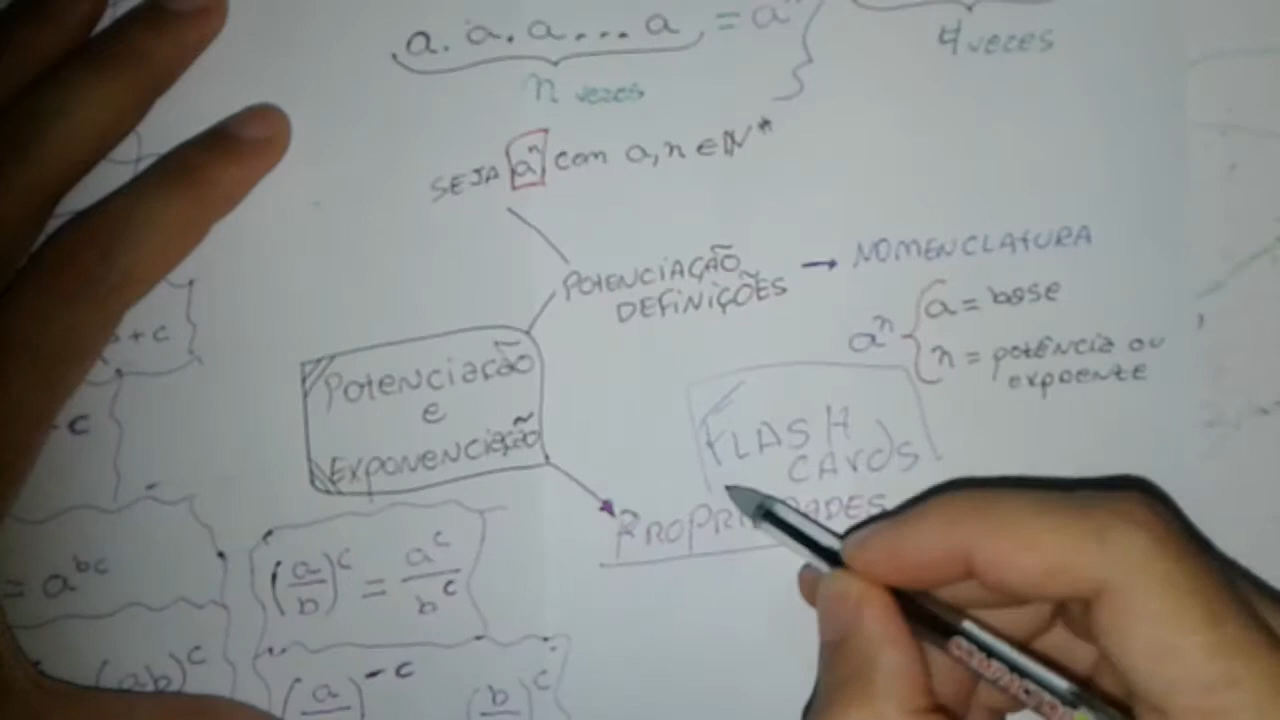 a.a.a...a = aⁿ
n vezes
4 vezes
SEJA aⁿ com a,n ∈ ℕ*
POTENCIAÇÃO
DEFINIÇÕES → NOMENCLATURA
aⁿ { a = base
n = potência ou
expoente
Potenciação
e
Exponenciação
FLASH
CARDS
PROPRIEDADES
+ c
- c
= a^bc
(a/b)^c = a^c/b^c
(ab)^c
(a/ )^-c (b/ )^c